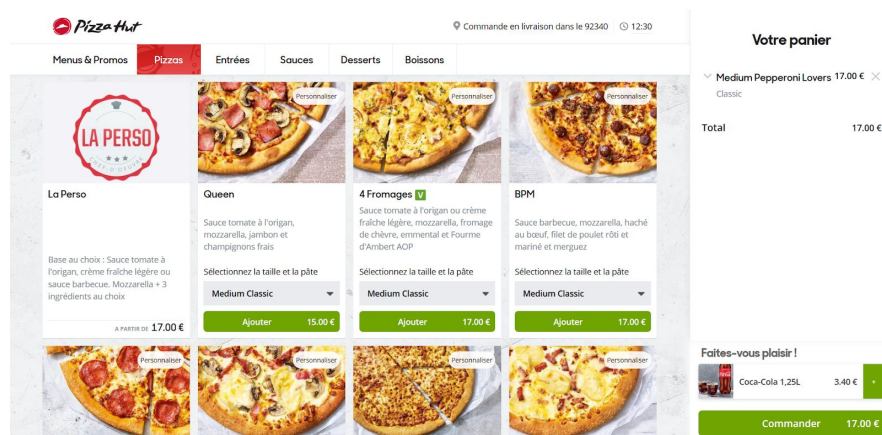 Pizza Hut
Commande en livraison dans le 92340 12:30
Menus & Promos Pizzas Entrées Sauces Desserts Boissons
LA PERSO
CHEF D'OEUVRE
La Perso
Base au choix : Sauce tomate à
l'origan, crème fraîche légère ou
sauce barbecue. Mozzarella + 3
ingrédients au choix
A PARTIR DE 17.00 €
Personnaliser
Queen
Sauce tomate à l'origan,
mozzarella, jambon et
champignons frais
Sélectionnez la taille et la pâte
Medium Classic
Ajouter 15.00 €
Personnaliser
4 Fromages V
Sauce tomate à l'origan ou crème
fraîche légère, mozzarella, fromage
de chèvre, emmental et Fourme
d'Ambert AOP
Sélectionnez la taille et la pâte
Medium Classic
Ajouter 17.00 €
Personnaliser
BPM
Sauce barbecue, mozzarella, haché
au bœuf, filet de poulet rôti et
mariné et merguez
Sélectionnez la taille et la pâte
Medium Classic
Ajouter 17.00 €
Personnaliser
Personnaliser
Personnaliser
Personnaliser
Votre panier
Medium Pepperoni Lovers 17.00 €
Classic
Total 17.00 €
Faites-vous plaisir !
Coca-Cola 1,25L 3.40 € +
Commander 17.00 €